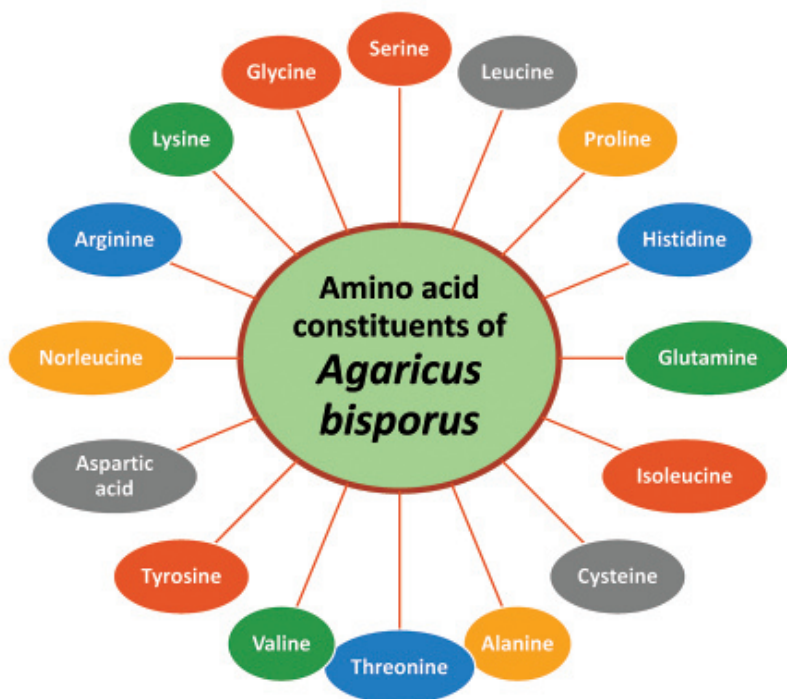 Serine
Leucine
Proline
Histidine
Glutamine
Isoleucine
Cysteine
Alanine
Threonine
Valine
Tyrosine
Aspartic
acid
Norleucine
Arginine
Lysine
Glycine
Amino acid
constituents of
Agaricus
bisporus